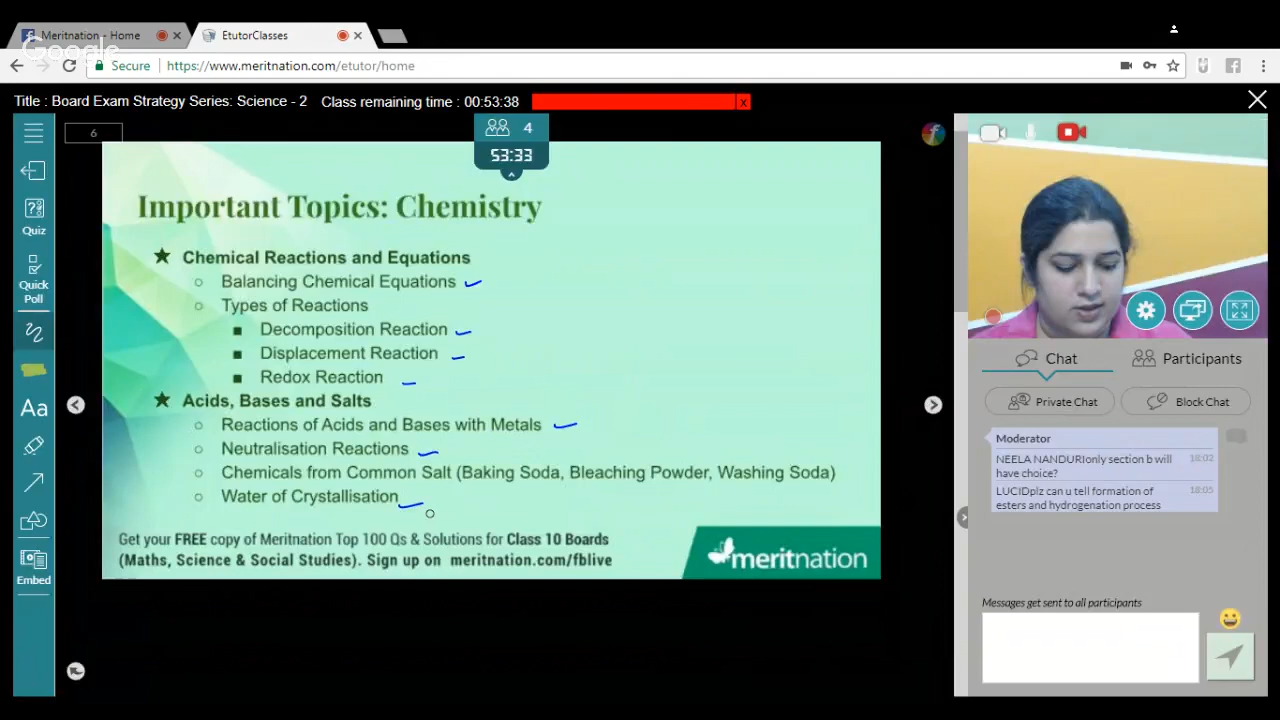 Meritnation - Home
EtutorClasses
Google
Secure
https://www.meritnation.com/etutor/home
Title : Board Exam Strategy Series: Science - 2 Class remaining time : 00:53:38
x
6
4
53:33
Quiz
Quick
Poll
Aa
Embed
Important Topics: Chemistry
Chemical Reactions and Equations
Balancing Chemical Equations
Types of Reactions
Decomposition Reaction
Displacement Reaction
Redox Reaction
Acids, Bases and Salts
Reactions of Acids and Bases with Metals
Neutralisation Reactions
Chemicals from Common Salt (Baking Soda, Bleaching Powder, Washing Soda)
Water of Crystallisation
Get your FREE copy of Meritnation Top 100 Qs & Solutions for Class 10 Boards
(Maths, Science & Social Studies). Sign up on meritnation.com/fblive
meritnation
Chat
Participants
Private Chat
Block Chat
Moderator
NEELA NANDURIonly section b will 18:02
have choice?
LUCIDplz can u tell formation of 18:05
esters and hydrogenation process
Messages get sent to all participants